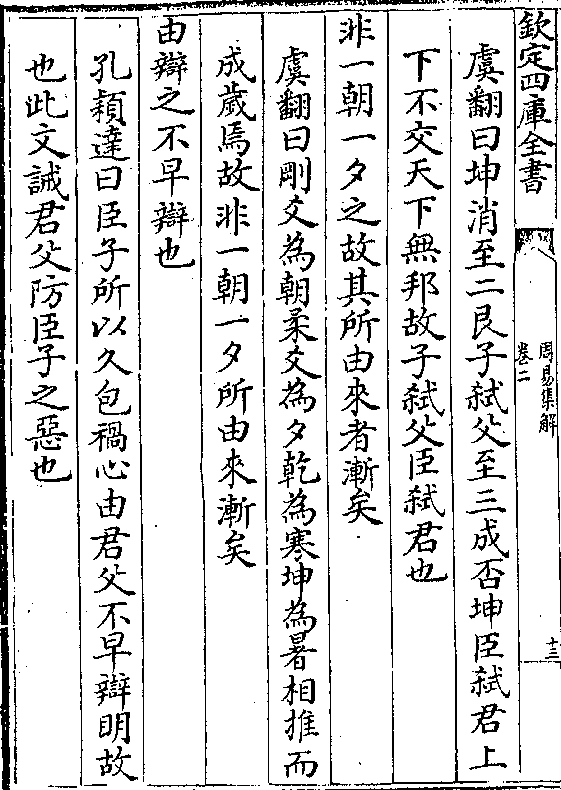 欽定四庫全書
周易集解
卷二
十三
虞翻曰坤消至二艮子弑父至三成否坤臣弑君上
下不交天下無邦故子弑父臣弑君也
非一朝一夕之故其所由來者漸矣
虞翻曰剛爻為朝柔爻為夕乾為寒坤為暑相推而
成歲焉故非一朝一夕所由來漸矣
由辯之不早辯也
孔穎達曰臣子所以久包禍心由君父不早辯明故
也此文誡君父防臣子之惡也